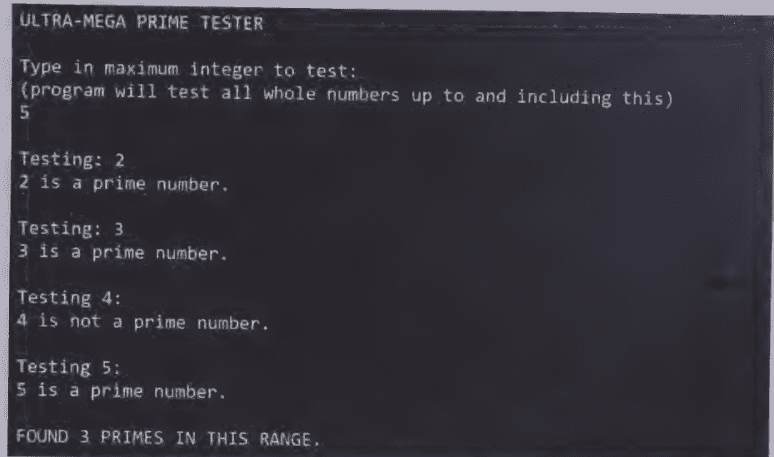 ULTRA-MEGA PRIME TESTER
Type in maximum integer to test:
(program will test all whole numbers up to and including this)
5
Testing: 2
2 is a prime number.
Testing: 3
3 is a prime number.
Testing 4:
4 is not a prime number.
Testing 5:
5 is a prime number.
FOUND 3 PRIMES IN THIS RANGE.